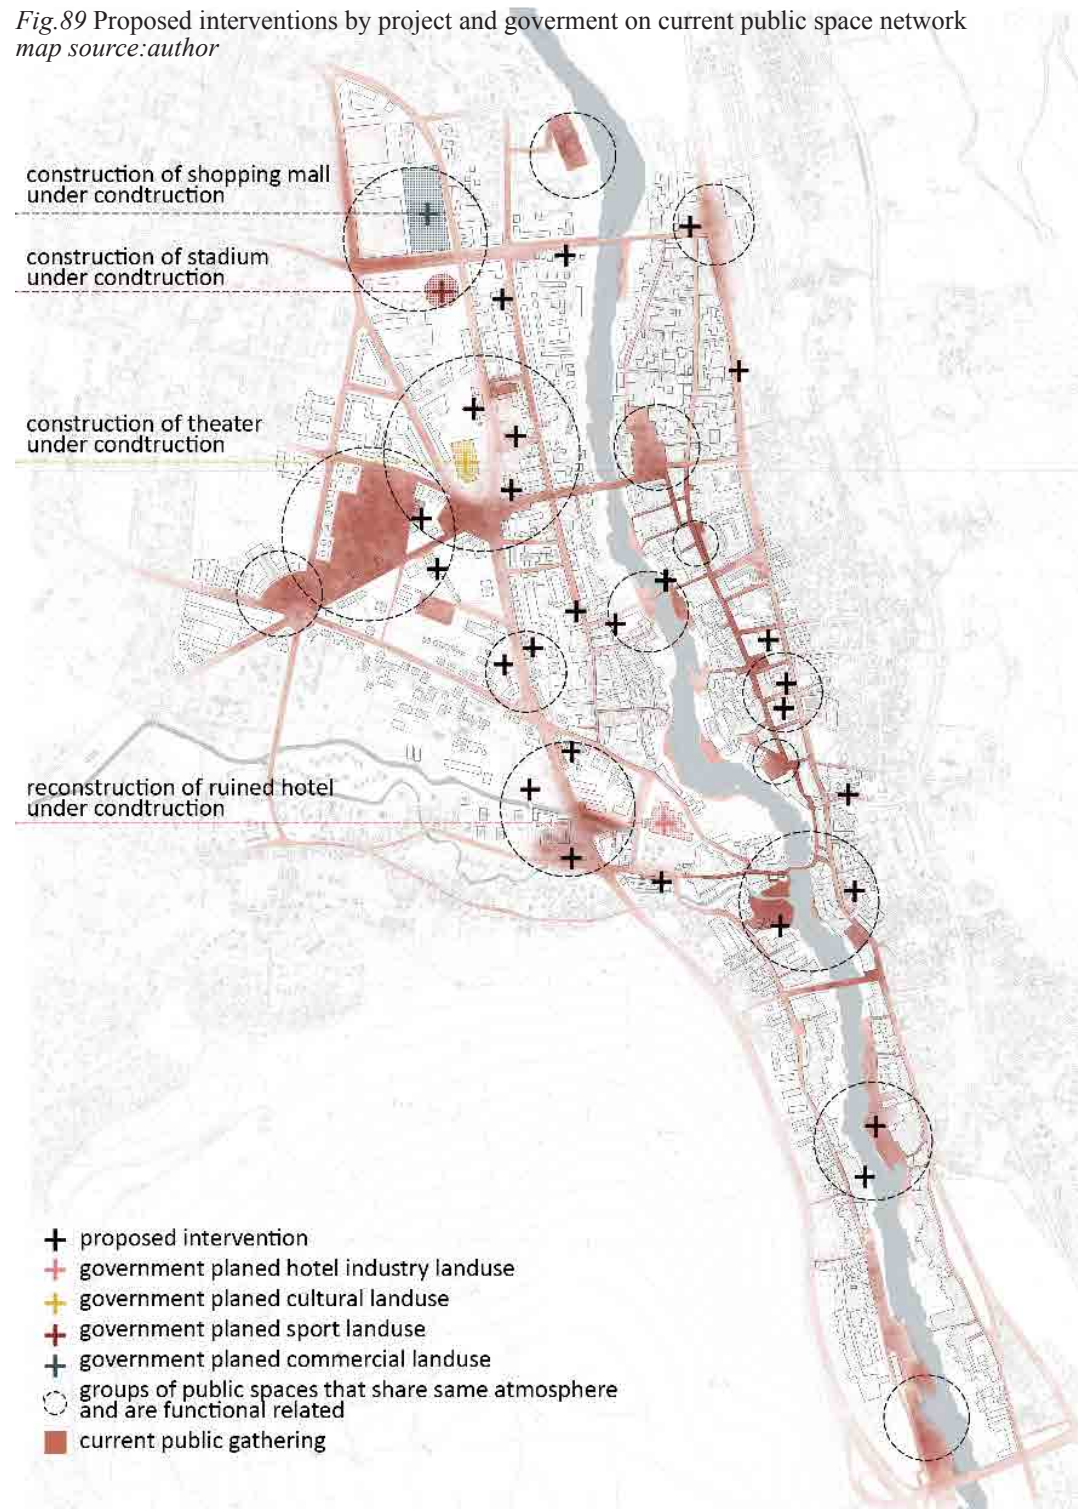 Fig.89 Proposed interventions by project and goverment on current public space network
map source:author
construction of shopping mall
under condtruction
construction of stadium
under condtruction
construction of theater
under condtruction
reconstruction of ruined hotel
under condtruction
proposed intervention
government planed hotel industry landuse
government planed cultural landuse
government planed sport landuse
government planed commercial landuse
groups of public spaces that share same atmosphere
and are functional related
current public gathering